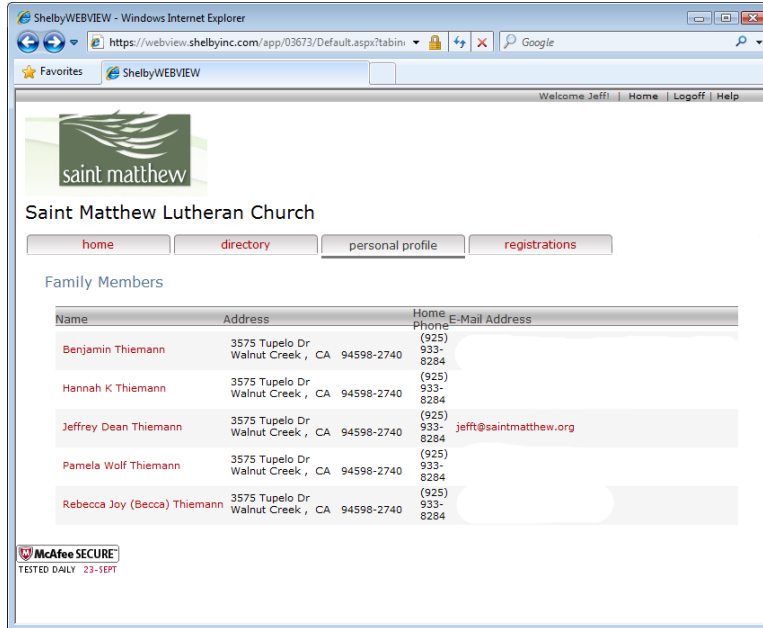 ShelbyWEBVIEW - Windows Internet Explorer
https://webview.shelbyinc.com/app/03673/Default.aspx?tabin
Google
Favorites
ShelbyWEBVIEW
Welcome Jeff! | Home | Logoff | Help
saint matthew
Saint Matthew Lutheran Church
home directory personal profile registrations
Family Members
Name Address Home Phone E-Mail Address
Benjamin Thiemann 3575 Tupelo Dr Walnut Creek , CA 94598-2740 (925) 933-8284
Hannah K Thiemann 3575 Tupelo Dr Walnut Creek , CA 94598-2740 (925) 933-8284
Jeffrey Dean Thiemann 3575 Tupelo Dr Walnut Creek , CA 94598-2740 (925) 933-8284 jefft@saintmatthew.org
Pamela Wolf Thiemann 3575 Tupelo Dr Walnut Creek , CA 94598-2740 (925) 933-8284
Rebecca Joy (Becca) Thiemann 3575 Tupelo Dr Walnut Creek , CA 94598-2740 (925) 933-8284
McAfee SECURE™
TESTED DAILY 23-SEPT